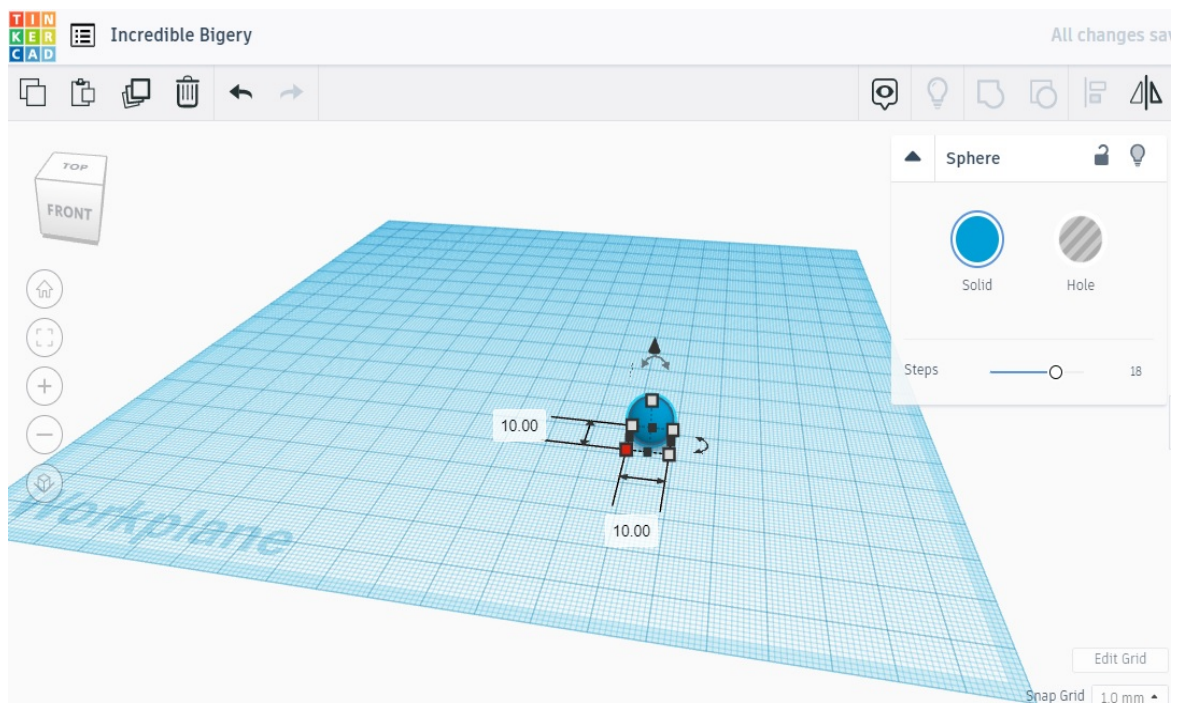 TIN
KER
CAD
Incredible Bigery
All changes sav
TOP
FRONT
Sphere
Solid
Hole
Steps
18
10.00
10.00
Workplane
Edit Grid
Snap Grid
1.0 mm